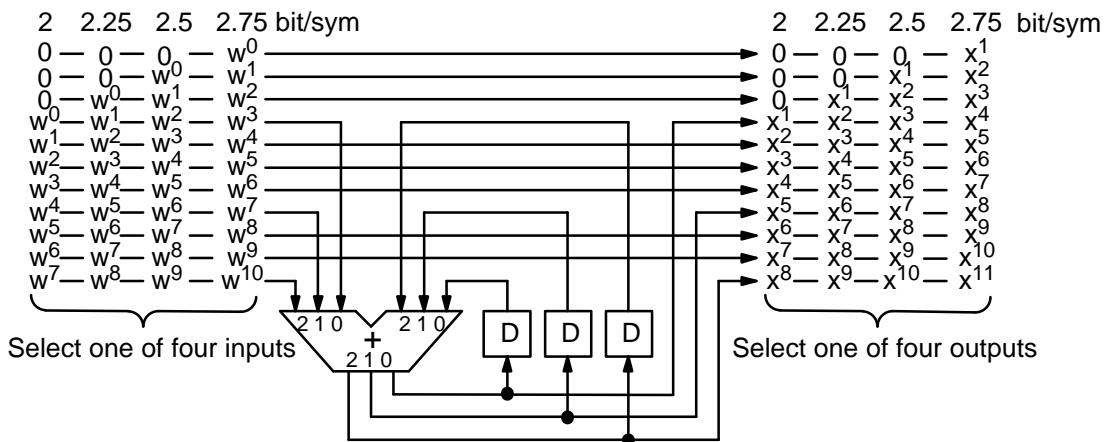 2 2.25 2.5 2.75 bit/sym 2 2.25 2.5 2.75 bit/sym
0 — 0 — 0 — w⁰ 0 — 0 — 0 — x¹
0 — 0 — w⁰ — w¹ 0 — 0 — x¹ — x²
0 — w⁰ — w¹ — w² 0 — x¹ — x² — x³
w⁰ — w¹ — w² — w³ x¹ — x² — x³ — x⁴
w¹ — w² — w³ — w⁴ x² — x³ — x⁴ — x⁵
w² — w³ — w⁴ — w⁵ x³ — x⁴ — x⁵ — x⁶
w³ — w⁴ — w⁵ — w⁶ x⁴ — x⁵ — x⁶ — x⁷
w⁴ — w⁵ — w⁶ — w⁷ x⁵ — x⁶ — x⁷ — x⁸
w⁵ — w⁶ — w⁷ — w⁸ x⁶ — x⁷ — x⁸ — x⁹
w⁶ — w⁷ — w⁸ — w⁹ x⁷ — x⁸ — x⁹ — x¹⁰
w⁷ — w⁸ — w⁹ — w¹⁰ x⁸ — x⁹ — x¹⁰ — x¹¹
2 1 0 2 1 0
+
2 1 0
D D D
Select one of four inputs
Select one of four outputs